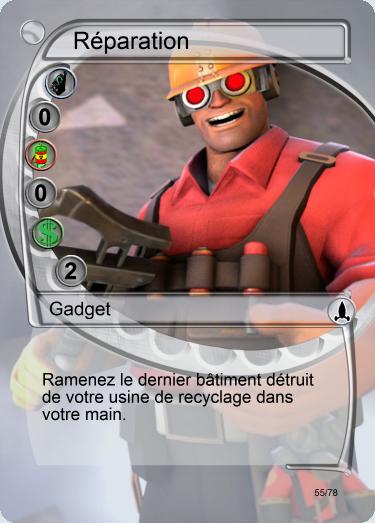 Réparation
0
0
$
2
Gadget
Ramenez le dernier bâtiment détruit
de votre usine de recyclage dans
votre main.
55/78